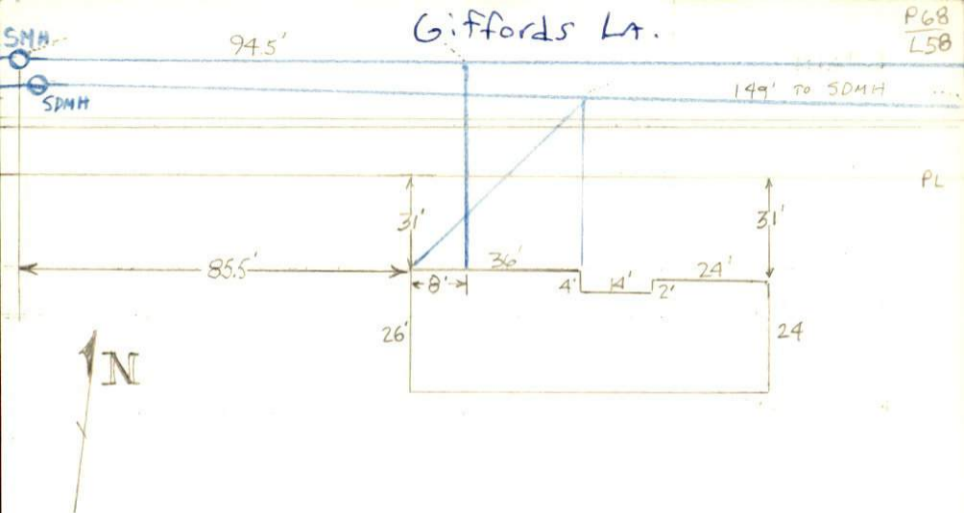 Giffords LA.
P68
L58
SMH
94.5'
SDMH
149' TO SDMH
PL
31'
31'
85.5'
36'
8'
4'
14'
2'
24'
26'
24
N